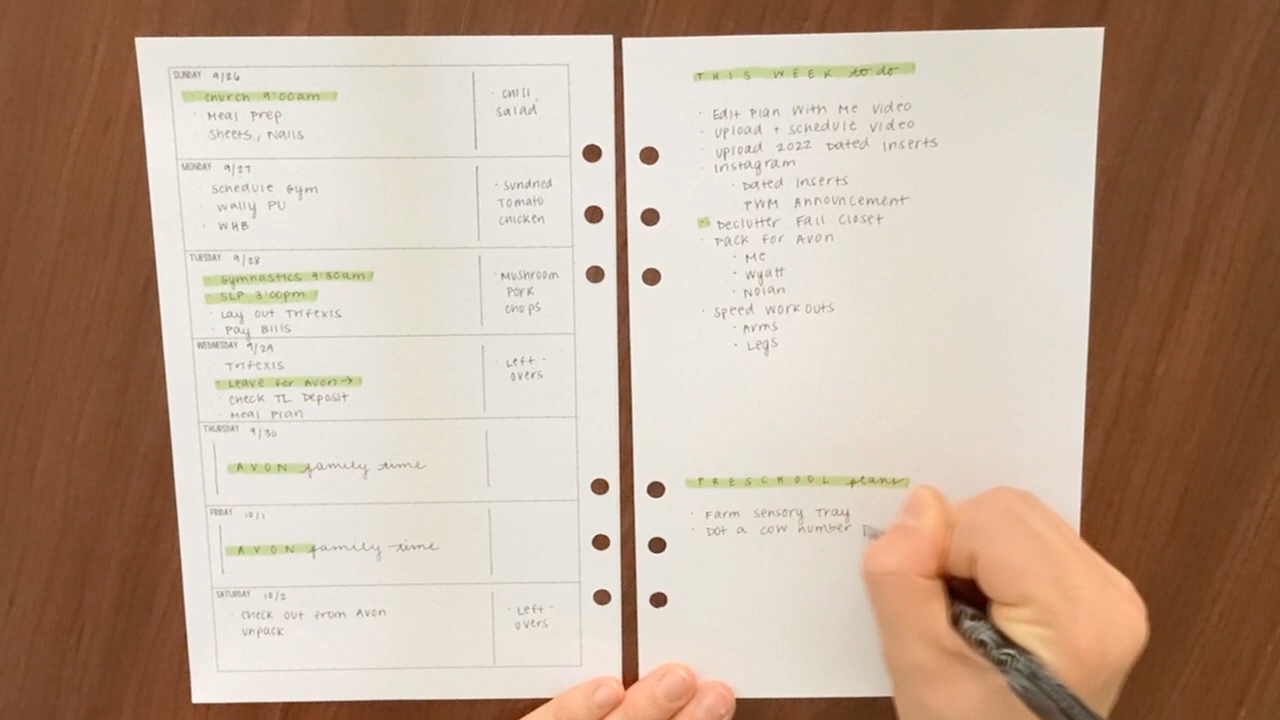 SUNDAY 9/26
· Church 9:00am
· Meal Prep
· Sheets, Nails
· Chili,
Salad
MONDAY 9/27
· Schedule Gym
· Wally PU
· WHB
· Sundried
Tomato
Chicken
TUESDAY 9/28
· Gymnastics 9:30am
· SLP 3:00pm
· Lay out Trifexis
· Pay Bills
· Mushroom
Pork
Chops
WEDNESDAY 9/29
· Trifexis
· Leave for Avon →
· Check TL Deposit
· Meal Plan
· Left-
overs
THURSDAY 9/30
AVON family time
FRIDAY 10/1
AVON family time
SATURDAY 10/2
· Check out from Avon
· Unpack
· Left-
overs
THIS WEEK to do
· Edit Plan With Me Video
· Upload + Schedule Video
· Upload 2022 Dated Inserts
· Instagram
· Dated Inserts
· PWM Announcement
· Declutter Fall Closet
· Pack for Avon
· Me
· Wyatt
· Nolan
· Speed Workouts
· Arms
· Legs
PRESCHOOL plans
· Farm Sensory Tray
· Dot a Cow number